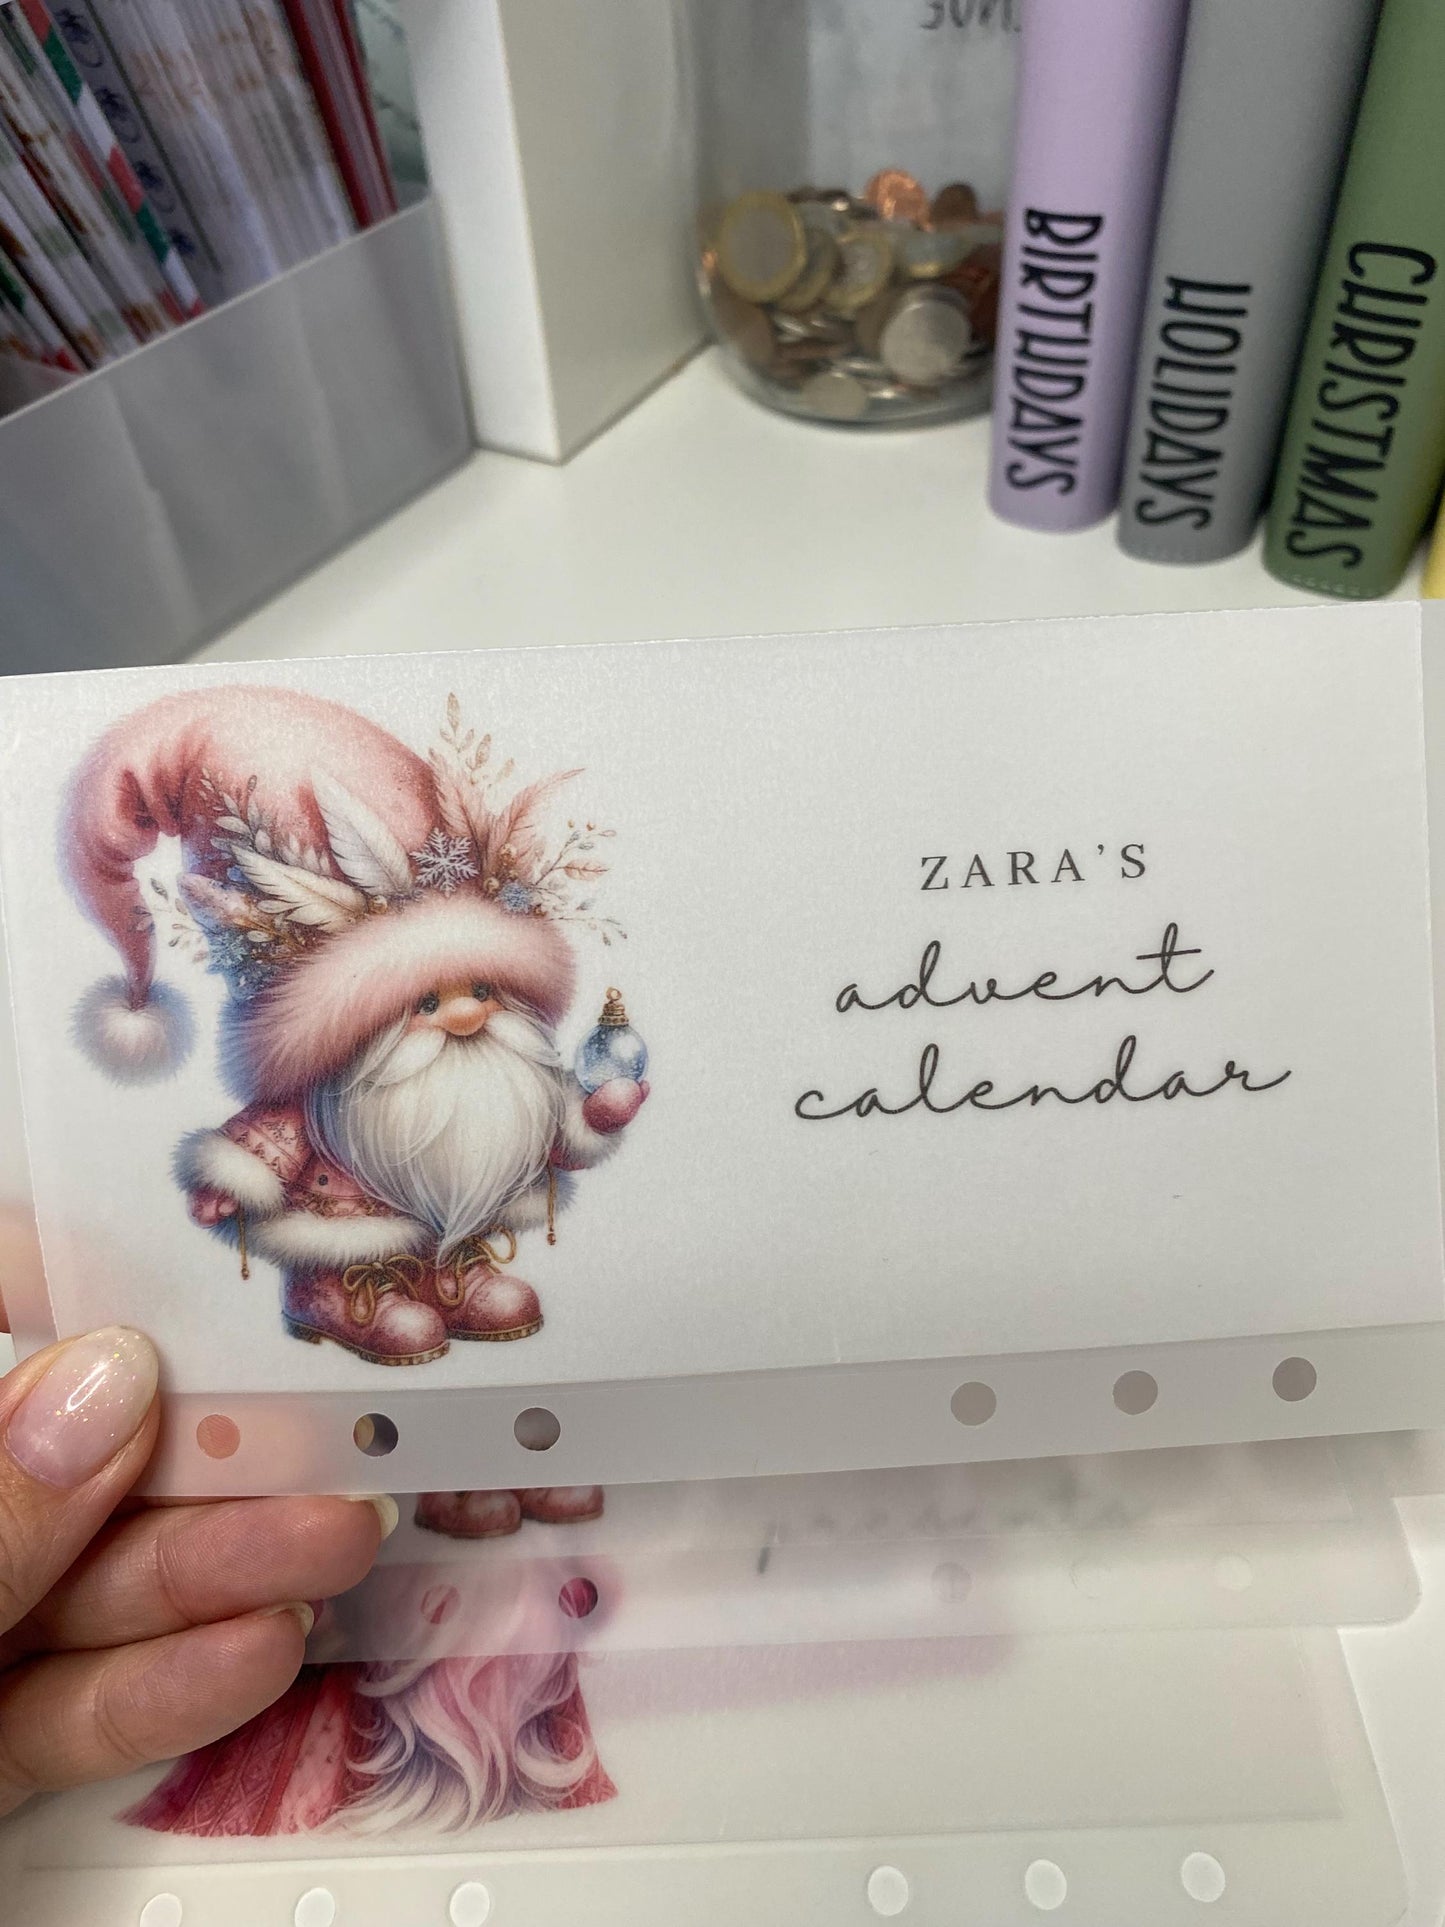 BIRTHDAYS
HOLIDAYS
CHRISTMAS
ZARA'S
advent
calendar